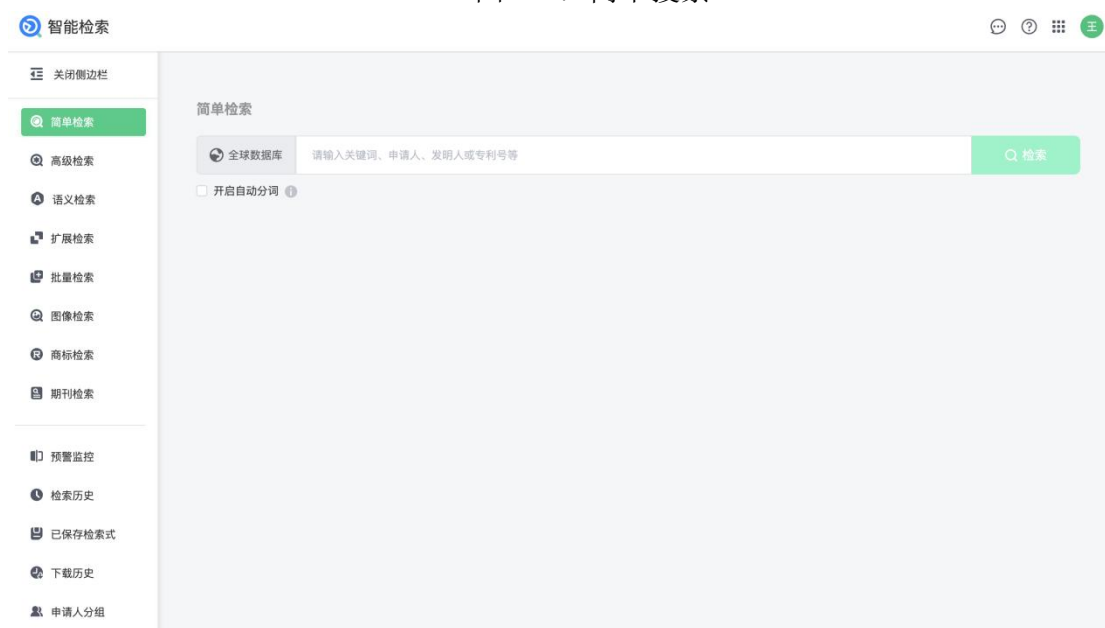 智能检索
王
关闭侧边栏
简单检索
高级检索
语义检索
扩展检索
批量检索
图像检索
商标检索
期刊检索
预警监控
检索历史
已保存检索式
下载历史
申请人分组
简单检索
全球数据库 请输入关键词、申请人、发明人或专利号等 检索
开启自动分词